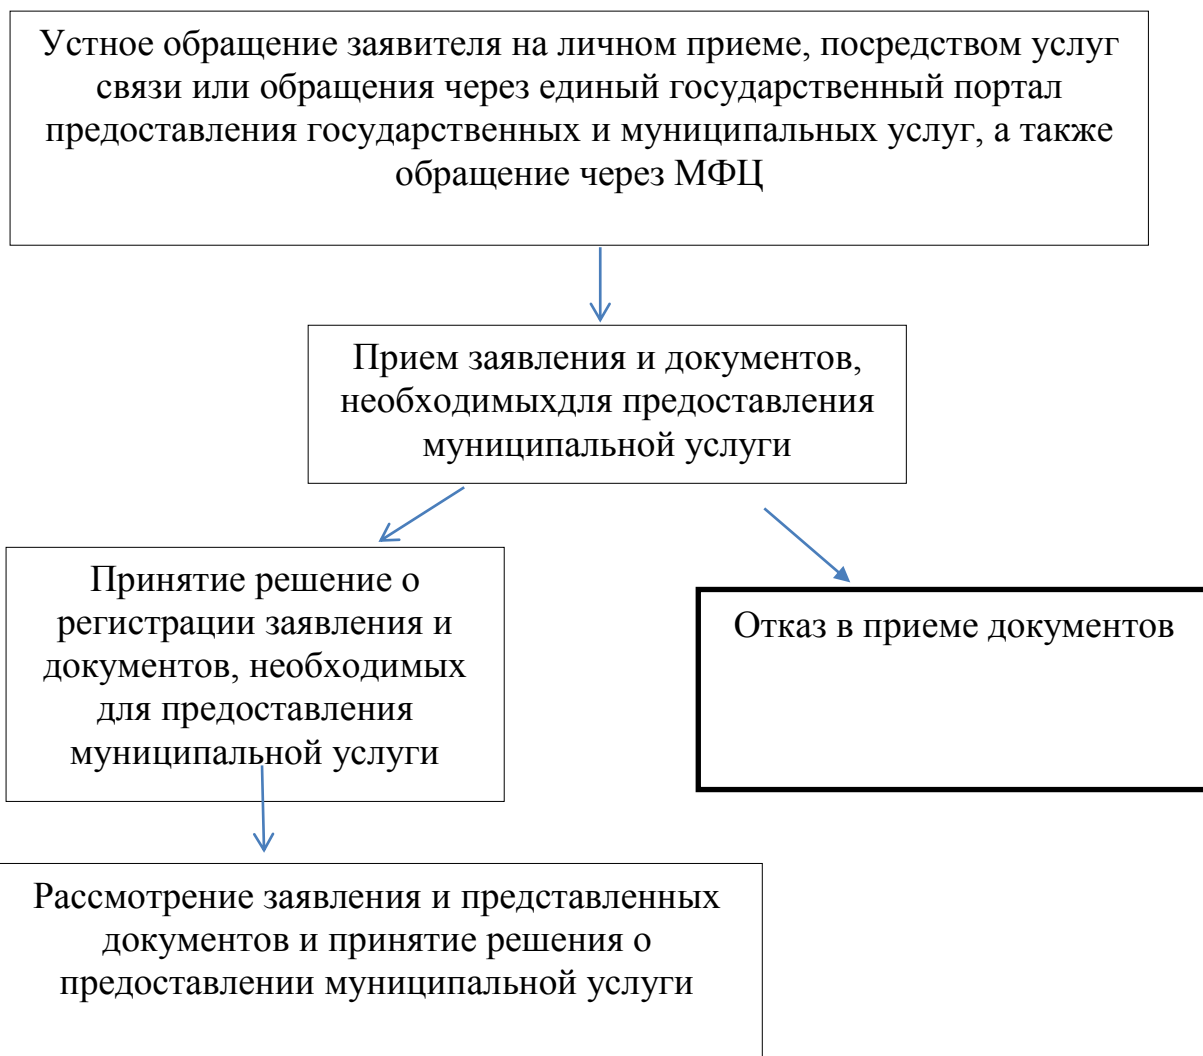 Устное обращение заявителя на личном приеме, посредством услуг
связи или обращения через единый государственный портал
предоставления государственных и муниципальных услуг, а также
обращение через МФЦ
Прием заявления и документов,
необходимыхдля предоставления
муниципальной услуги
Принятие решение о
регистрации заявления и
документов, необходимых
для предоставления
муниципальной услуги
Отказ в приеме документов
Рассмотрение заявления и представленных
документов и принятие решения о
предоставлении муниципальной услуги